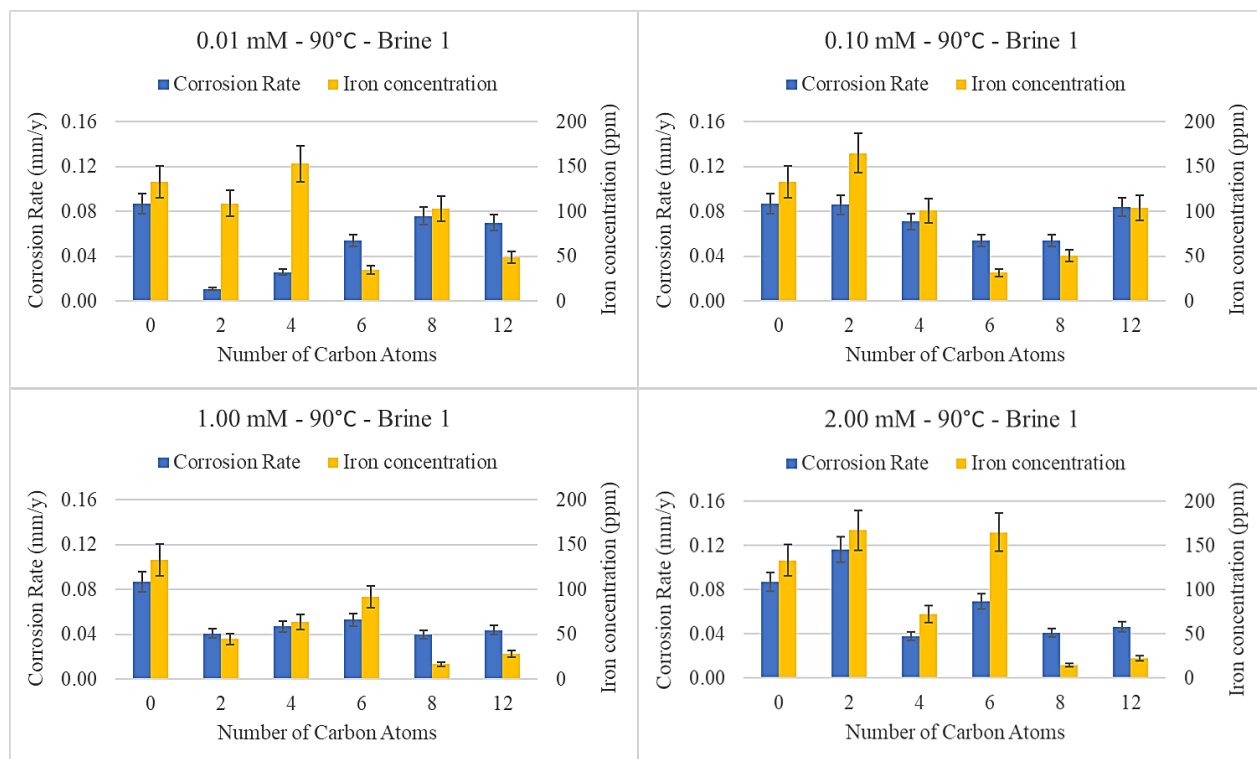 0.01 mM - 90°C - Brine 1
Corrosion Rate Iron concentration
Corrosion Rate (mm/y)
0.16
0.12
0.08
0.04
0.00
200
150
100
50
0
Iron concentration (ppm)
0 2 4 6 8 12
Number of Carbon Atoms
0.10 mM - 90°C - Brine 1
Corrosion Rate Iron concentration
Corrosion Rate (mm/y)
0.16
0.12
0.08
0.04
0.00
200
150
100
50
0
Iron concentration (ppm)
0 2 4 6 8 12
Number of Carbon Atoms
1.00 mM - 90°C - Brine 1
Corrosion Rate Iron concentration
Corrosion Rate (mm/y)
0.16
0.12
0.08
0.04
0.00
200
150
100
50
0
Iron concentration (ppm)
0 2 4 6 8 12
Number of Carbon Atoms
2.00 mM - 90°C - Brine 1
Corrosion Rate Iron concentration
Corrosion Rate (mm/y)
0.16
0.12
0.08
0.04
0.00
200
150
100
50
0
Iron concentration (ppm)
0 2 4 6 8 12
Number of Carbon Atoms